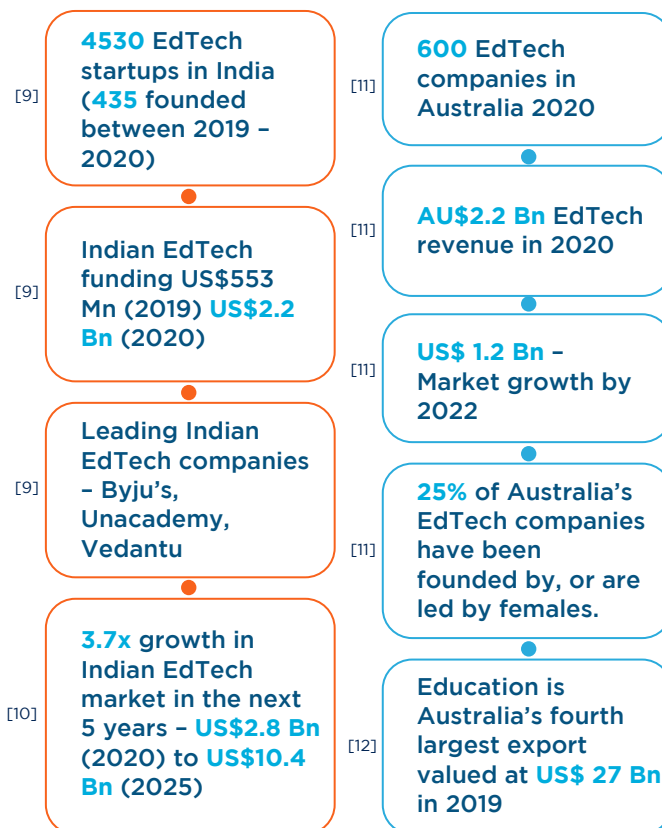 [9]
4530 EdTech
startups in India
(435 founded
between 2019 –
2020)
[9]
Indian EdTech
funding US$553
Mn (2019) US$2.2
Bn (2020)
[9]
Leading Indian
EdTech companies
– Byju’s,
Unacademy,
Vedantu
[10]
3.7x growth in
Indian EdTech
market in the next
5 years – US$2.8 Bn
(2020) to US$10.4
Bn (2025)
[11]
600 EdTech
companies in
Australia 2020
[11]
AU$2.2 Bn EdTech
revenue in 2020
[11]
US$ 1.2 Bn –
Market growth by
2022
[11]
25% of Australia’s
EdTech companies
have been
founded by, or are
led by females.
[12]
Education is
Australia’s fourth
largest export
valued at US$ 27 Bn
in 2019